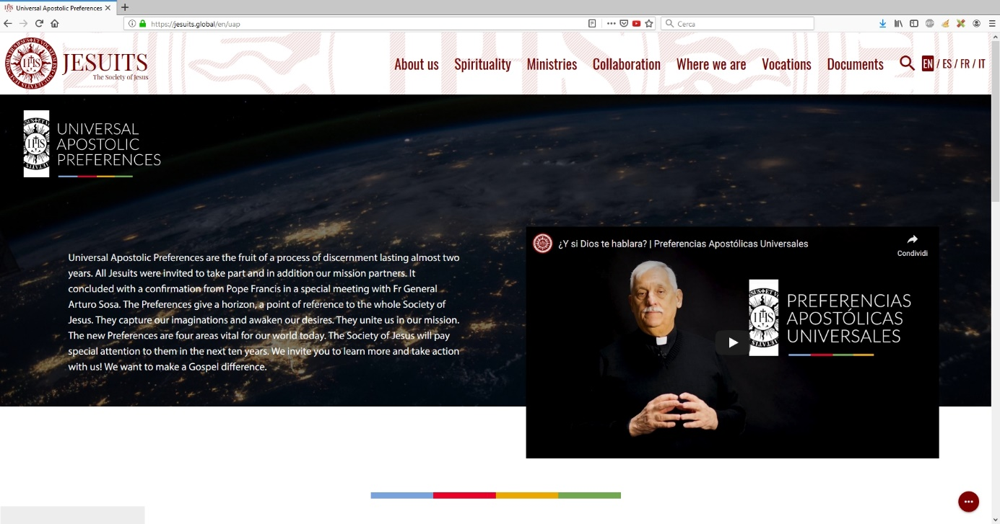 Universal Apostolic Preferences
https://jesuits.global/en/uap
Cerca
JESUITS
The Society of Jesus
About us Spirituality Ministries Collaboration Where we are Vocations Documents EN / ES / FR / IT
IHS
UNIVERSAL
APOSTOLIC
PREFERENCES
Universal Apostolic Preferences are the fruit of a process of discernment lasting almost two
years. All Jesuits were invited to take part and in addition our mission partners. It
concluded with a confirmation from Pope Francis in a special meeting with Fr General
Arturo Sosa. The Preferences give a horizon, a point of reference to the whole Society of
Jesus. They capture our imaginations and awaken our desires. They unite us in our mission.
The new Preferences are four areas vital for our world today. The Society of Jesus will pay
special attention to them in the next ten years. We invite you to learn more and take action
with us! We want to make a Gospel difference.
¿Y si Dios te hablara? | Preferencias Apostólicas Universales
Condividi
IHS
PREFERENCIAS
APOSTÓLICAS
UNIVERSALES